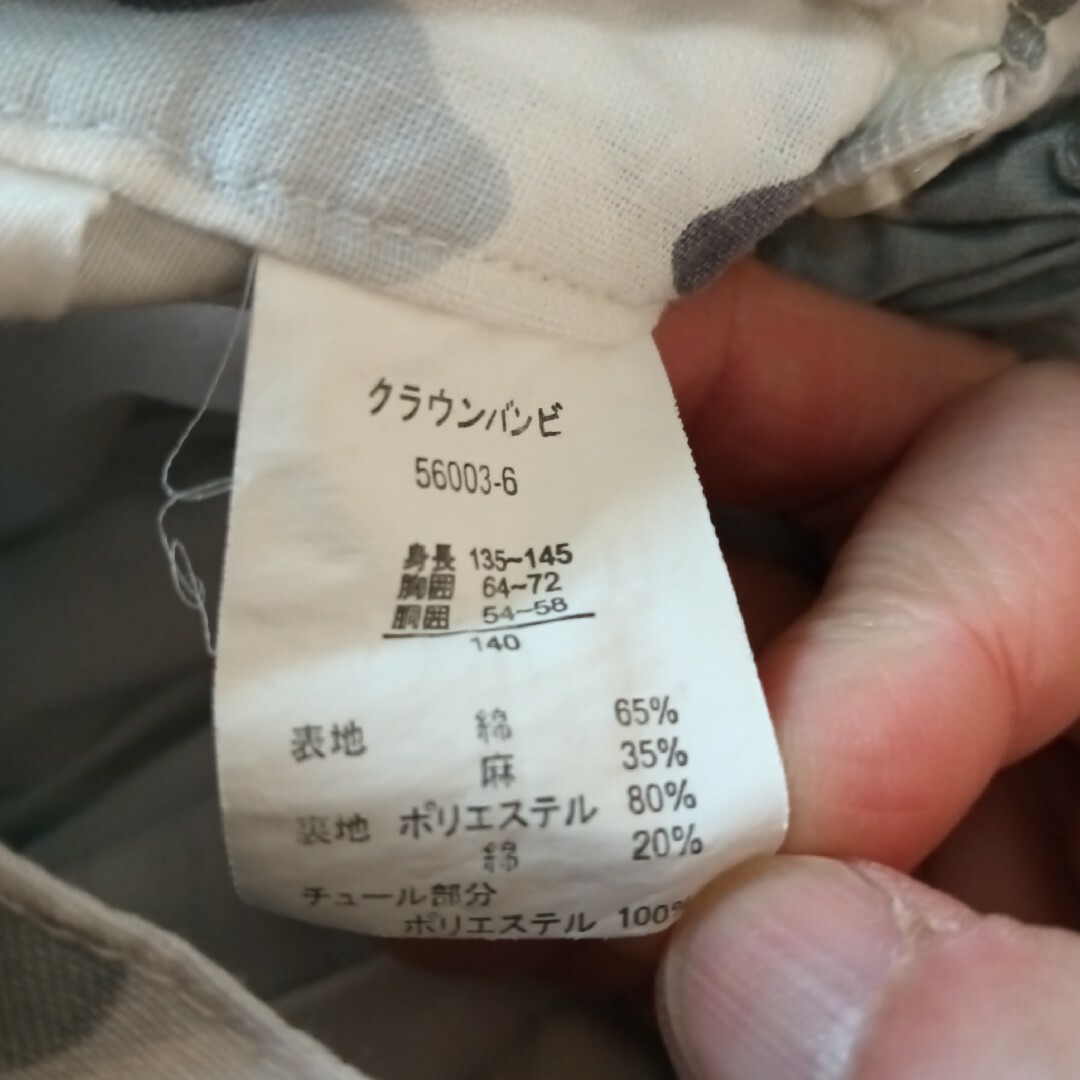 クラウンバンビ
56003-6
身長 135~145
胸囲 64~72
胴囲 54~58
140
表地 綿 65%
麻 35%
裏地 ポリエステル 80%
綿 20%
チュール部分
ポリエステル 100%